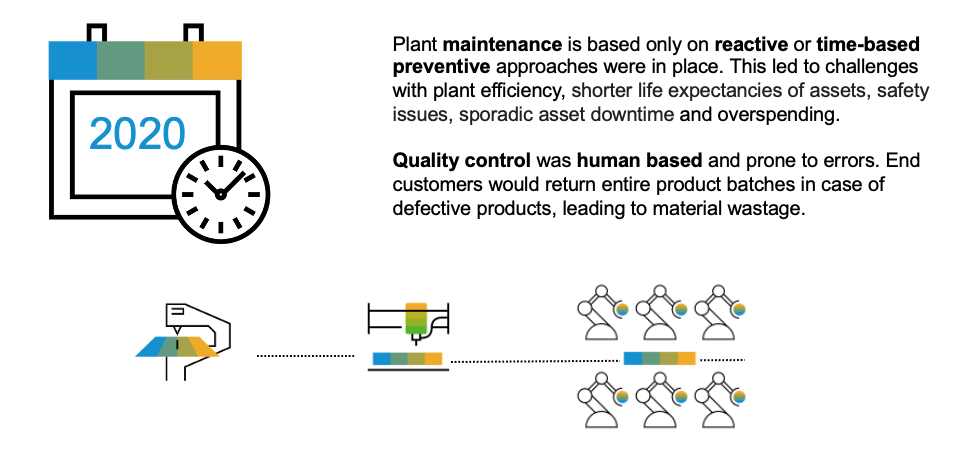 2020
Plant maintenance is based only on reactive or time-based
preventive approaches were in place. This led to challenges
with plant efficiency, shorter life expectancies of assets, safety
issues, sporadic asset downtime and overspending.
Quality control was human based and prone to errors. End
customers would return entire product batches in case of
defective products, leading to material wastage.